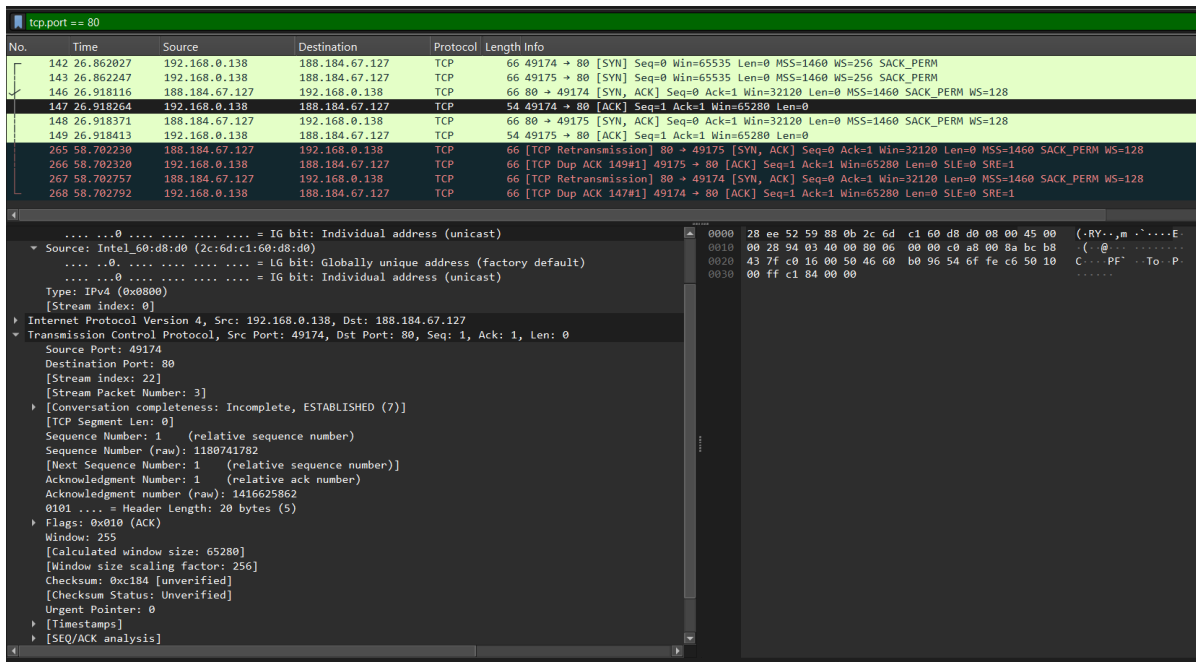 tcp.port == 80
No. Time Source Destination Protocol Length Info
142 26.862027 192.168.0.138 188.184.67.127 TCP 66 49174 → 80 [SYN] Seq=0 Win=65535 Len=0 MSS=1460 WS=256 SACK_PERM
143 26.862247 192.168.0.138 188.184.67.127 TCP 66 49175 → 80 [SYN] Seq=0 Win=65535 Len=0 MSS=1460 WS=256 SACK_PERM
146 26.918116 188.184.67.127 192.168.0.138 TCP 66 80 → 49174 [SYN, ACK] Seq=0 Ack=1 Win=32120 Len=0 MSS=1460 SACK_PERM WS=128
147 26.918264 192.168.0.138 188.184.67.127 TCP 54 49174 → 80 [ACK] Seq=1 Ack=1 Win=65280 Len=0
148 26.918371 188.184.67.127 192.168.0.138 TCP 66 80 → 49175 [SYN, ACK] Seq=0 Ack=1 Win=32120 Len=0 MSS=1460 SACK_PERM WS=128
149 26.918413 192.168.0.138 188.184.67.127 TCP 54 49175 → 80 [ACK] Seq=1 Ack=1 Win=65280 Len=0
265 58.702230 188.184.67.127 192.168.0.138 TCP 66 [TCP Retransmission] 80 → 49175 [SYN, ACK] Seq=0 Ack=1 Win=32120 Len=0 MSS=1460 SACK_PERM WS=128
266 58.702320 192.168.0.138 188.184.67.127 TCP 66 [TCP Dup ACK 149#1] 49175 → 80 [ACK] Seq=1 Ack=1 Win=65280 Len=0 SLE=0 SRE=1
267 58.702757 188.184.67.127 192.168.0.138 TCP 66 [TCP Retransmission] 80 → 49174 [SYN, ACK] Seq=0 Ack=1 Win=32120 Len=0 MSS=1460 SACK_PERM WS=128
268 58.702792 192.168.0.138 188.184.67.127 TCP 66 [TCP Dup ACK 147#1] 49174 → 80 [ACK] Seq=1 Ack=1 Win=65280 Len=0 SLE=0 SRE=1
.... ...0 .... .... .... .... = IG bit: Individual address (unicast)
Source: Intel_60:d8:d0 (2c:6d:c1:60:d8:d0)
.... ..0. .... .... .... .... = LG bit: Globally unique address (factory default)
.... ...0 .... .... .... .... = IG bit: Individual address (unicast)
Type: IPv4 (0x0800)
[Stream index: 0]
Internet Protocol Version 4, Src: 192.168.0.138, Dst: 188.184.67.127
Transmission Control Protocol, Src Port: 49174, Dst Port: 80, Seq: 1, Ack: 1, Len: 0
Source Port: 49174
Destination Port: 80
[Stream index: 22]
[Stream Packet Number: 3]
[Conversation completeness: Incomplete, ESTABLISHED (7)]
[TCP Segment Len: 0]
Sequence Number: 1 (relative sequence number)
Sequence Number (raw): 1180741782
[Next Sequence Number: 1 (relative sequence number)]
Acknowledgment Number: 1 (relative ack number)
Acknowledgment number (raw): 1416625862
0101 .... = Header Length: 20 bytes (5)
Flags: 0x010 (ACK)
Window: 255
[Calculated window size: 65280]
[Window size scaling factor: 256]
Checksum: 0xc184 [unverified]
[Checksum Status: Unverified]
Urgent Pointer: 0
[Timestamps]
[SEQ/ACK analysis]
0000 28 ee 52 59 88 0b 2c 6d c1 60 d8 d0 08 00 45 00 (·RY··,m ·`····E·
0010 00 28 94 03 40 00 80 06 00 00 c0 a8 00 8a bc b8 ·(··@··· ········
0020 43 7f c0 16 00 50 46 60 b0 96 54 6f fe c6 50 10 C····PF` ··To··P·
0030 00 ff c1 84 00 00 ······